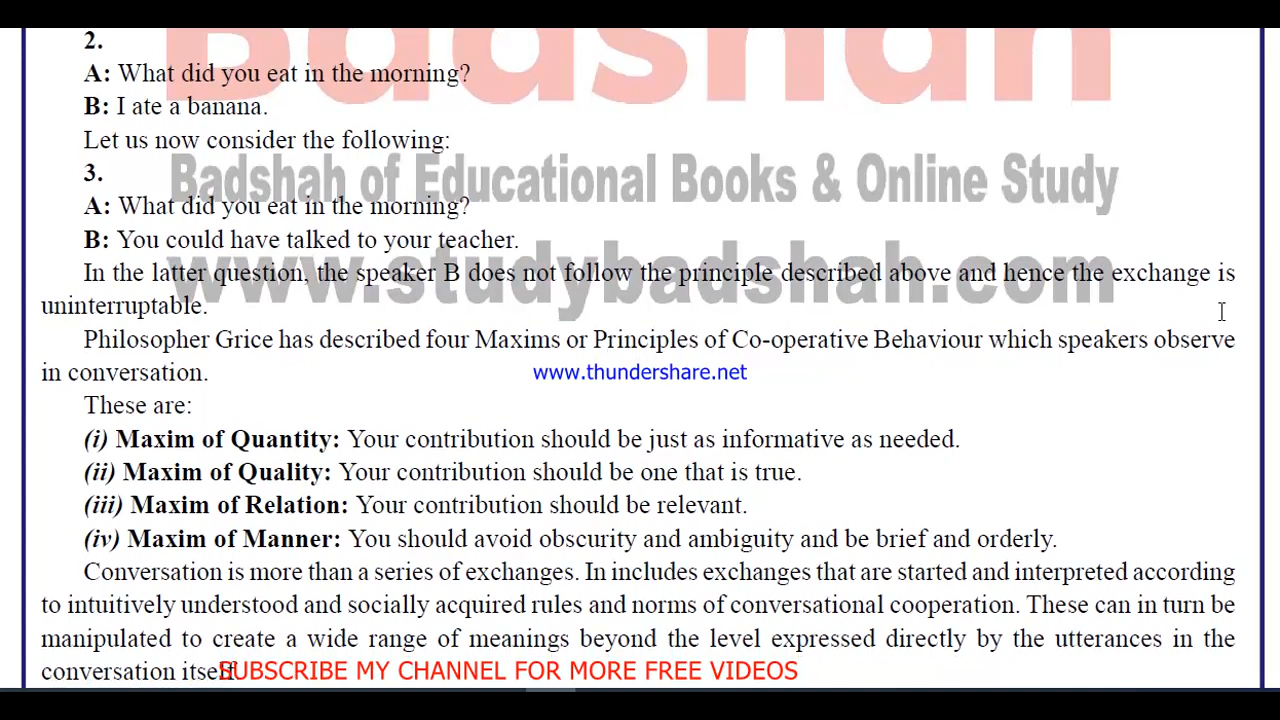 Badshah
2.
A: What did you eat in the morning?
B: I ate a banana.
Let us now consider the following:
Badshah of Educational Books & Online Study
3.
A: What did you eat in the morning?
B: You could have talked to your teacher.
www.studybadshah.com
In the latter question, the speaker B does not follow the principle described above and hence the exchange is
uninterruptable.
Philosopher Grice has described four Maxims or Principles of Co-operative Behaviour which speakers observe
in conversation.
www.thundershare.net
These are:
(i) Maxim of Quantity: Your contribution should be just as informative as needed.
(ii) Maxim of Quality: Your contribution should be one that is true.
(iii) Maxim of Relation: Your contribution should be relevant.
(iv) Maxim of Manner: You should avoid obscurity and ambiguity and be brief and orderly.
Conversation is more than a series of exchanges. In includes exchanges that are started and interpreted according
to intuitively understood and socially acquired rules and norms of conversational cooperation. These can in turn be
manipulated to create a wide range of meanings beyond the level expressed directly by the utterances in the
conversation itself
SUBSCRIBE MY CHANNEL FOR MORE FREE VIDEOS